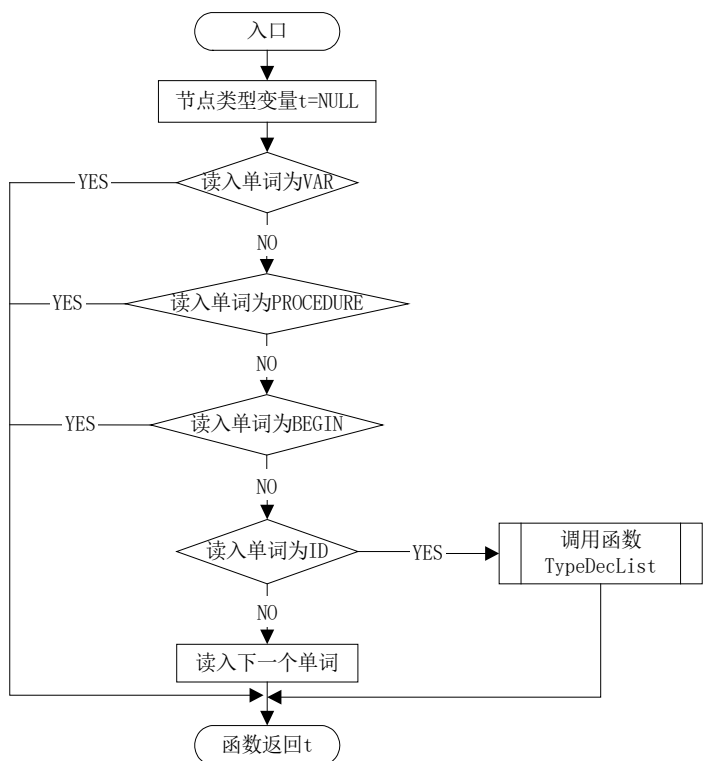 入口
节点类型变量t=NULL
YES
读入单词为VAR
NO
YES
读入单词为PROCEDURE
NO
YES
读入单词为BEGIN
NO
读入单词为ID
YES
调用函数
TypeDecList
NO
读入下一个单词
函数返回t